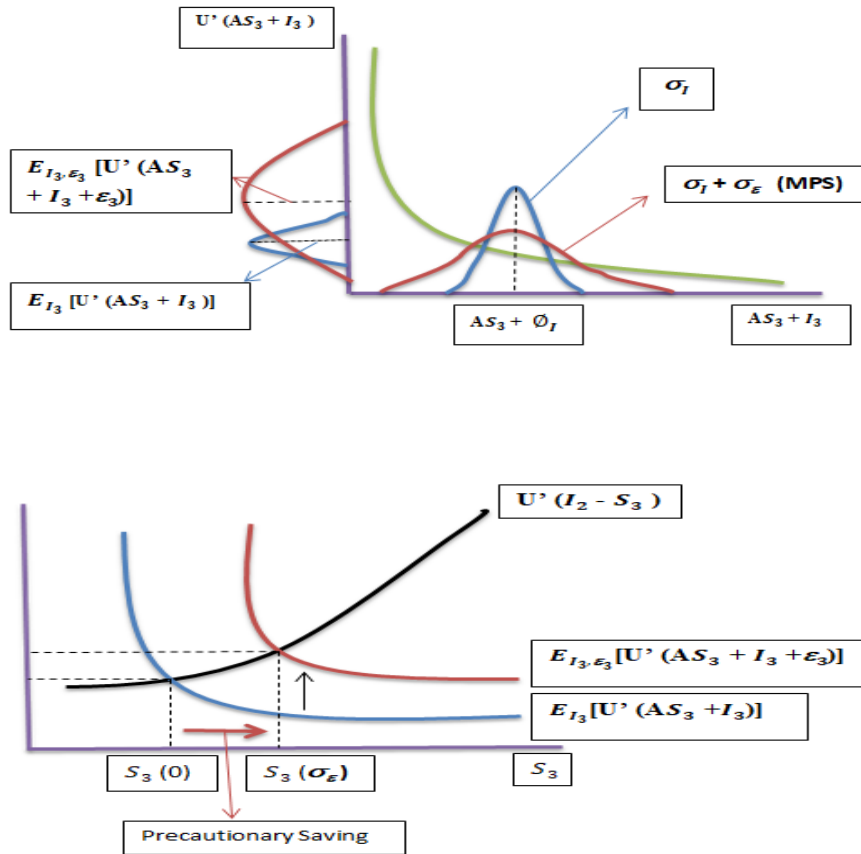 U' (AS₃ + I₃ )
σ_I
E_{I₃,ε₃} [U' (AS₃
+ I₃ +ε₃)]
σ_I + σ_ε (MPS)
E_{I₃} [U' (AS₃ + I₃ )]
AS₃ + Ø_I
AS₃ + I₃
U' (I₂ - S₃ )
E_{I₃,ε₃}[U' (AS₃ + I₃ +ε₃)]
E_{I₃}[U' (AS₃ +I₃)]
S₃ (0)
S₃ (σ_ε)
S₃
Precautionary Saving